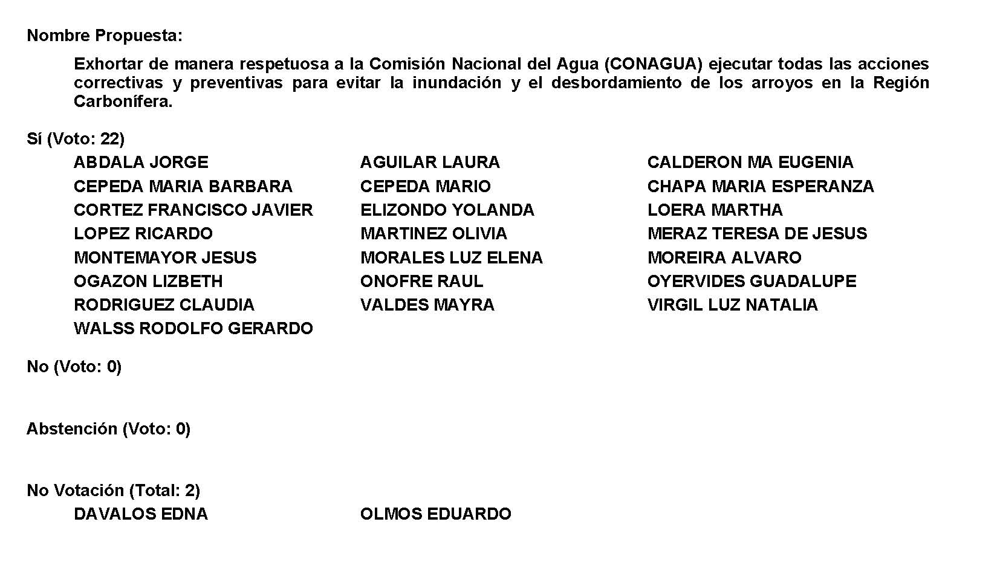 Nombre Propuesta:
Exhortar de manera respetuosa a la Comisión Nacional del Agua (CONAGUA) ejecutar todas las acciones
correctivas y preventivas para evitar la inundación y el desbordamiento de los arroyos en la Región
Carbonífera.
Sí (Voto: 22)
ABDALA JORGE AGUILAR LAURA CALDERON MA EUGENIA
CEPEDA MARIA BARBARA CEPEDA MARIO CHAPA MARIA ESPERANZA
CORTEZ FRANCISCO JAVIER ELIZONDO YOLANDA LOERA MARTHA
LOPEZ RICARDO MARTINEZ OLIVIA MERAZ TERESA DE JESUS
MONTEMAYOR JESUS MORALES LUZ ELENA MOREIRA ALVARO
OGAZON LIZBETH ONOFRE RAUL OYERVIDES GUADALUPE
RODRIGUEZ CLAUDIA VALDES MAYRA VIRGIL LUZ NATALIA
WALSS RODOLFO GERARDO
No (Voto: 0)
Abstención (Voto: 0)
No Votación (Total: 2)
DAVALOS EDNA OLMOS EDUARDO